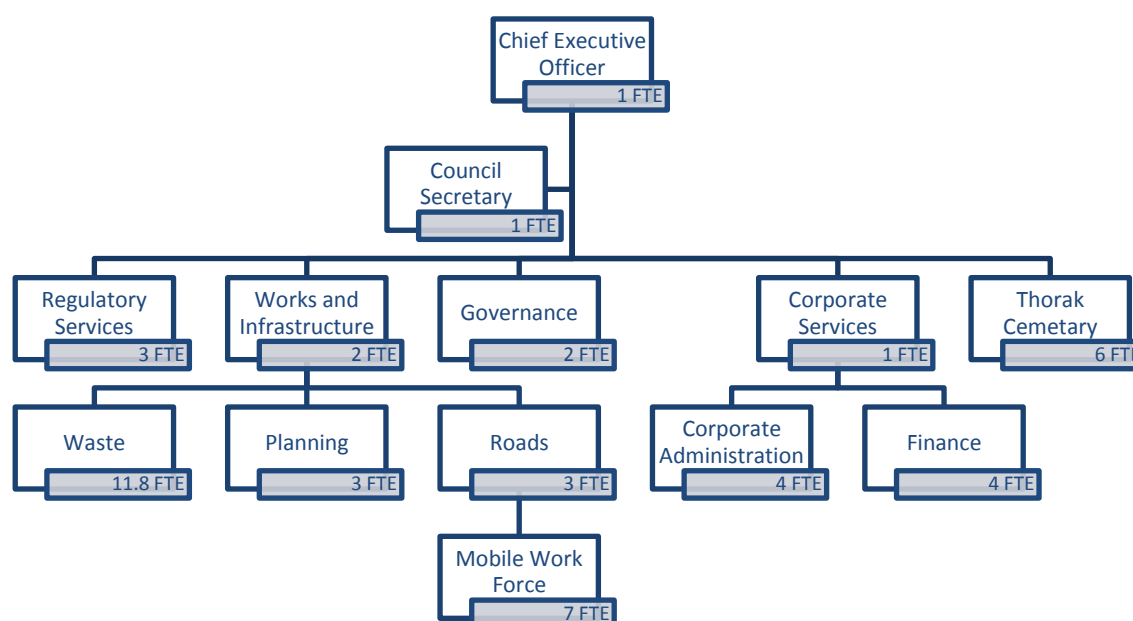 Chief Executive
Officer
1 FTE
Council
Secretary
1 FTE
Regulatory
Services
3 FTE
Works and
Infrastructure
2 FTE
Governance
2 FTE
Corporate
Services
1 FTE
Thorak
Cemetary
6 FTE
Waste
11.8 FTE
Planning
3 FTE
Roads
3 FTE
Corporate
Administration
4 FTE
Finance
4 FTE
Mobile Work
Force
7 FTE